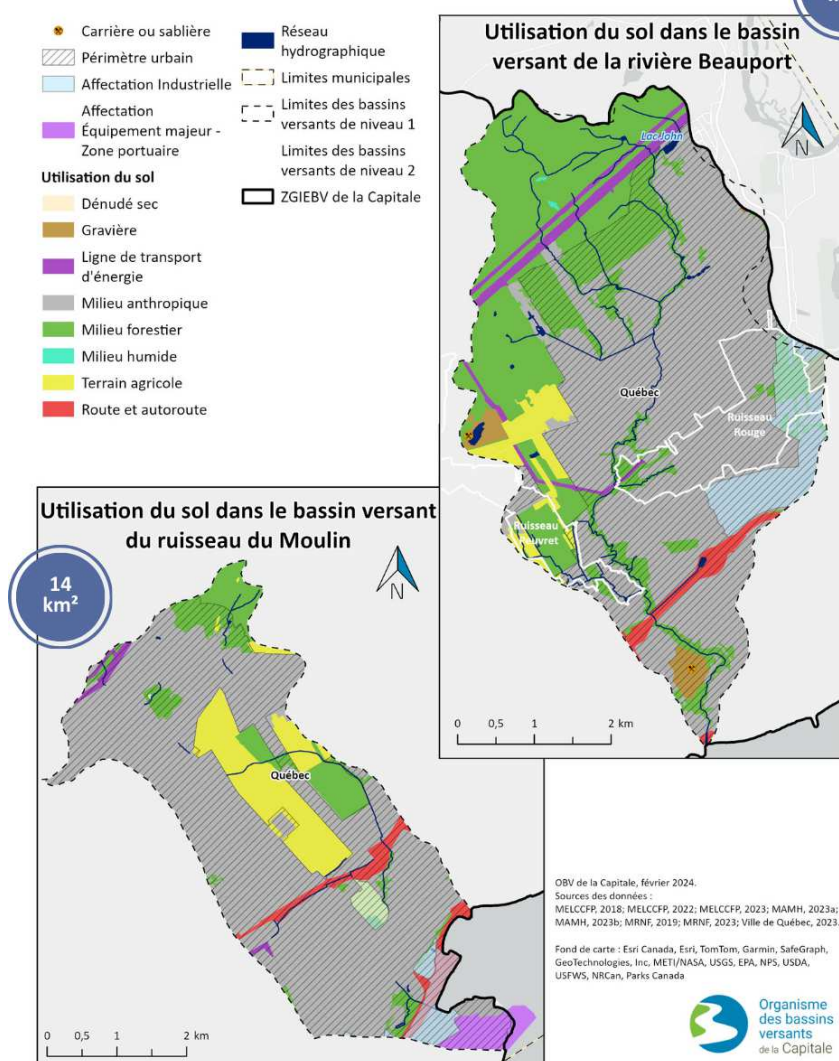 Carrière ou sablière
Périmètre urbain
Affectation Industrielle
Affectation
Équipement majeur -
Zone portuaire
Utilisation du sol
Dénudé sec
Gravière
Ligne de transport
d'énergie
Milieu anthropique
Milieu forestier
Milieu humide
Terrain agricole
Route et autoroute
Réseau
hydrographique
Limites municipales
Limites des bassins
versants de niveau 1
Limites des bassins
versants de niveau 2
ZGIEBV de la Capitale
Utilisation du sol dans le bassin
versant de la rivière Beauport
Lac John
N
Québec
Ruisseau
Rouge
Ruisseau
0 0,5 1 2 km
Utilisation du sol dans le bassin versant
du ruisseau du Moulin
14
km²
N
Québec
0 0,5 1 2 km
OBV de la Capitale, février 2024.
Sources des données :
MELCCFP, 2018; MELCCFP, 2022; MELCCFP, 2023; MAMH, 2023a;
MAMH, 2023b; MRNF, 2019; MRNF, 2023; Ville de Québec, 2023.
Fond de carte : Esri Canada, Esri, TomTom, Garmin, SafeGraph,
GeoTechnologies, Inc, METI/NASA, USGS, EPA, NPS, USDA,
USFWS, NRCan, Parks Canada
Organisme
des bassins
versants
de la Capitale